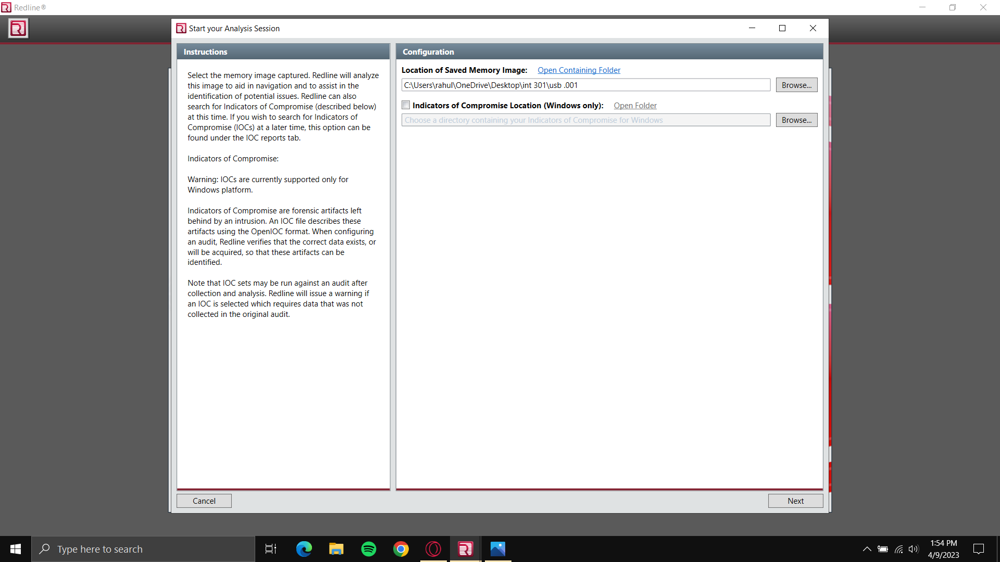 Redline®
Start your Analysis Session
Instructions
Select the memory image captured. Redline will analyze
this image to aid in navigation and to assist in the
identification of potential issues. Redline can also
search for Indicators of Compromise (described below)
at this time. If you wish to search for Indicators of
Compromise (IOCs) at a later time, this option can be
found under the IOC reports tab.
Indicators of Compromise:
Warning: IOCs are currently supported only for
Windows platform.
Indicators of Compromise are forensic artifacts left
behind by an intrusion. An IOC file describes these
artifacts using the OpenIOC format. When configuring
an audit, Redline verifies that the correct data exists, or
will be acquired, so that these artifacts can be
identified.
Note that IOC sets may be run against an audit after
collection and analysis. Redline will issue a warning if
an IOC is selected which requires data that was not
collected in the original audit.
Configuration
Location of Saved Memory Image: Open Containing Folder
C:\Users\rahul\OneDrive\Desktop\int 301\usb .001 Browse...
Indicators of Compromise Location (Windows only): Open Folder
Choose a directory containing your Indicators of Compromise for Windows Browse...
Cancel
Next
Type here to search
1:54 PM
4/9/2023